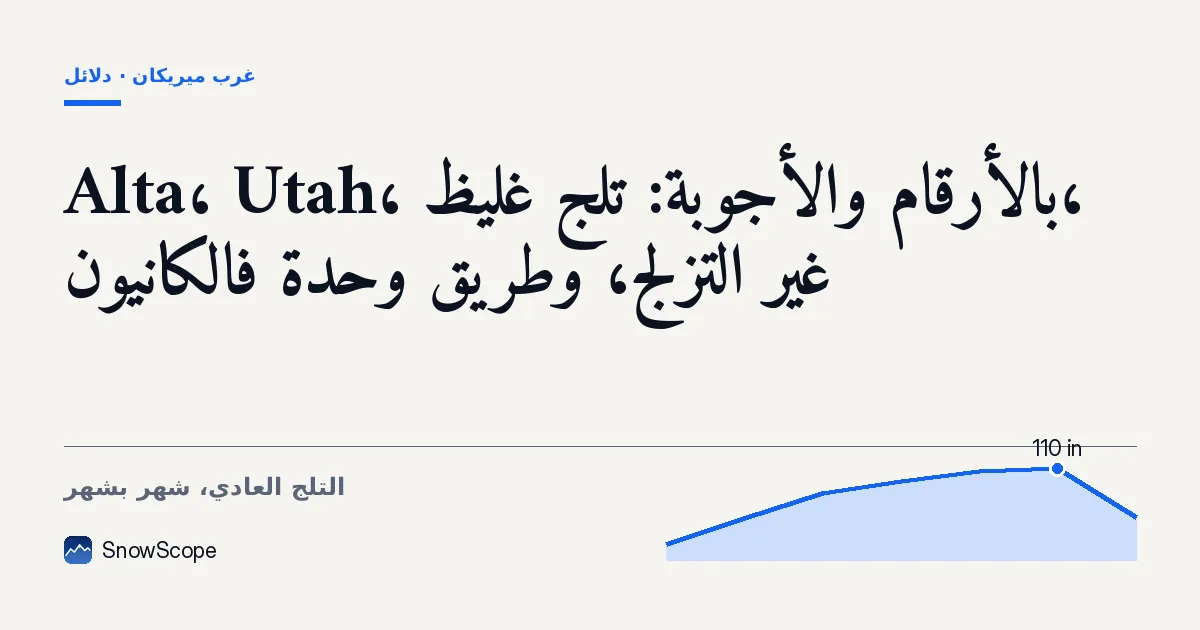 غرب ميريكان · دلائل
Alta، Utah، بالأرقام والأجوبة: تلج غليظ،
غير التزلج، وطريق وحدة فالكانيون
110 in
التلج العادي، شهر بشهر
SnowScope